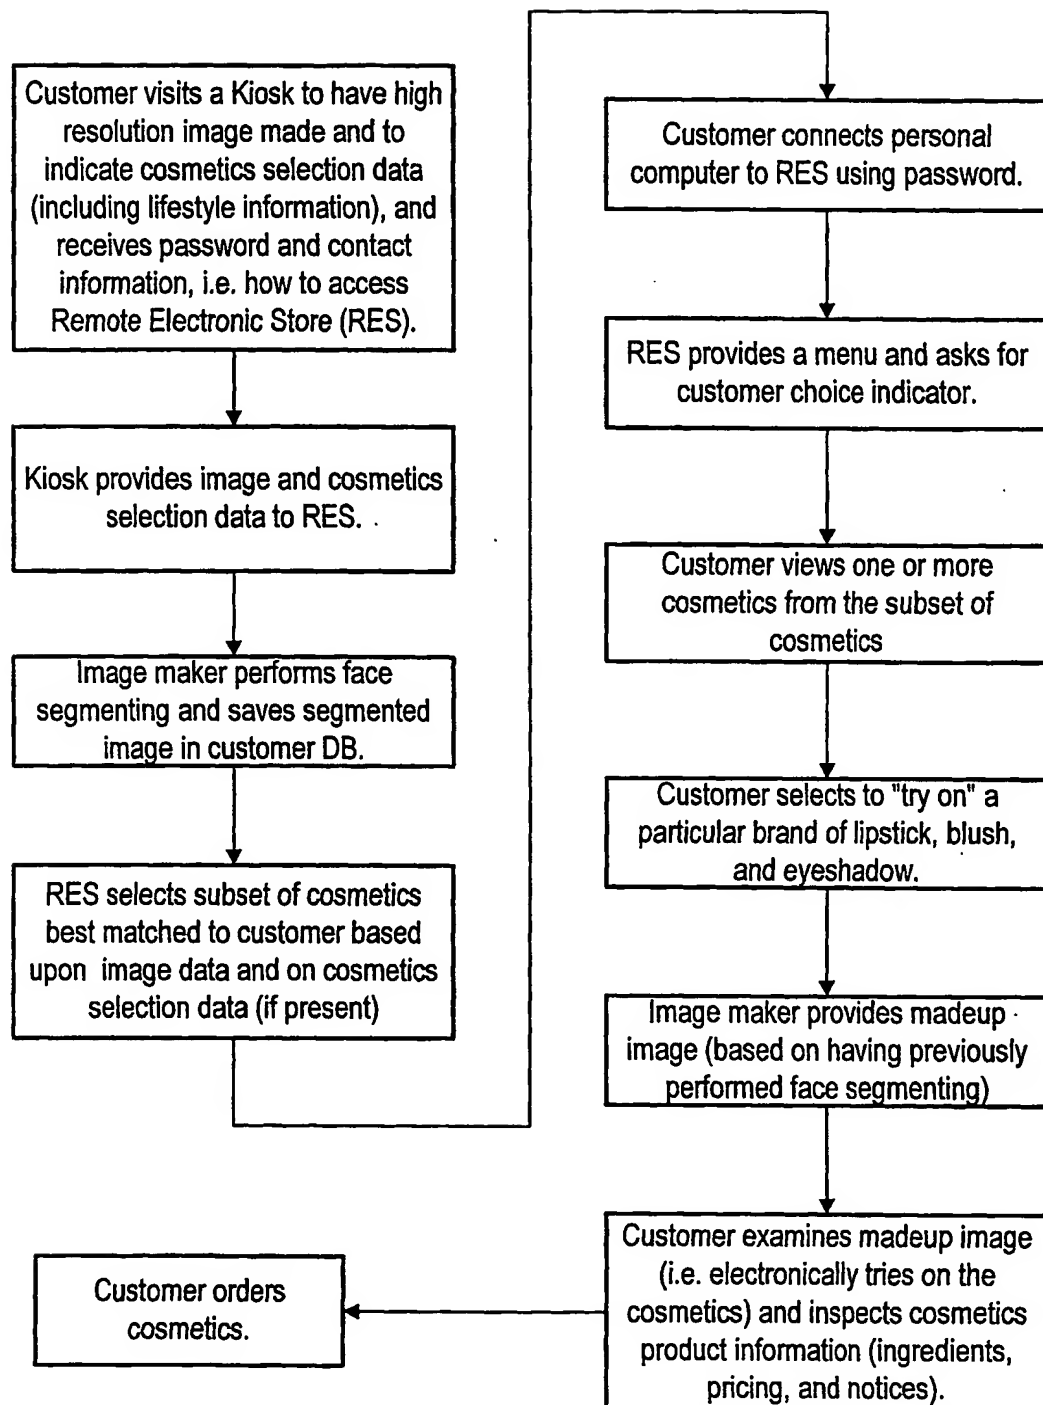 Customer visits a Kiosk to have high
resolution image made and to
indicate cosmetics selection data
(including lifestyle information), and
receives password and contact
information, i.e. how to access
Remote Electronic Store (RES).
Kiosk provides image and cosmetics
selection data to RES.
Image maker performs face
segmenting and saves segmented
image in customer DB.
RES selects subset of cosmetics
best matched to customer based
upon image data and on cosmetics
selection data (if present)
Customer connects personal
computer to RES using password.
RES provides a menu and asks for
customer choice indicator.
Customer views one or more
cosmetics from the subset of
cosmetics
Customer selects to "try on" a
particular brand of lipstick, blush,
and eyeshadow.
Image maker provides madeup
image (based on having previously
performed face segmenting)
Customer examines madeup image
(i.e. electronically tries on the
cosmetics) and inspects cosmetics
product information (ingredients,
pricing, and notices).
Customer orders
cosmetics.